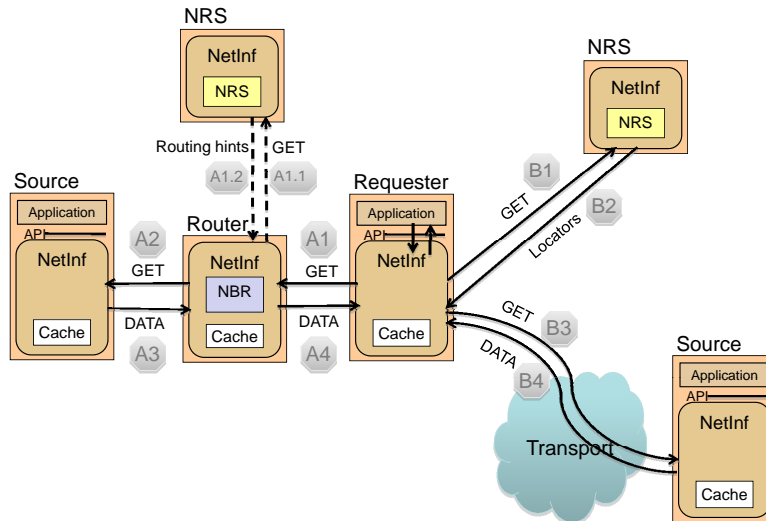 NRS
NetInf
NRS
NRS
NetInf
NRS
Routing hints
GET
A1.2
A1.1
B1
GET
B2
Locators
Source
Application
API
NetInf
Cache
A2
GET
DATA
A3
Router
NetInf
NBR
Cache
A1
GET
DATA
A4
Requester
Application
API
NetInf
Cache
GET
B3
DATA
B4
Transport
Source
Application
API
NetInf
Cache